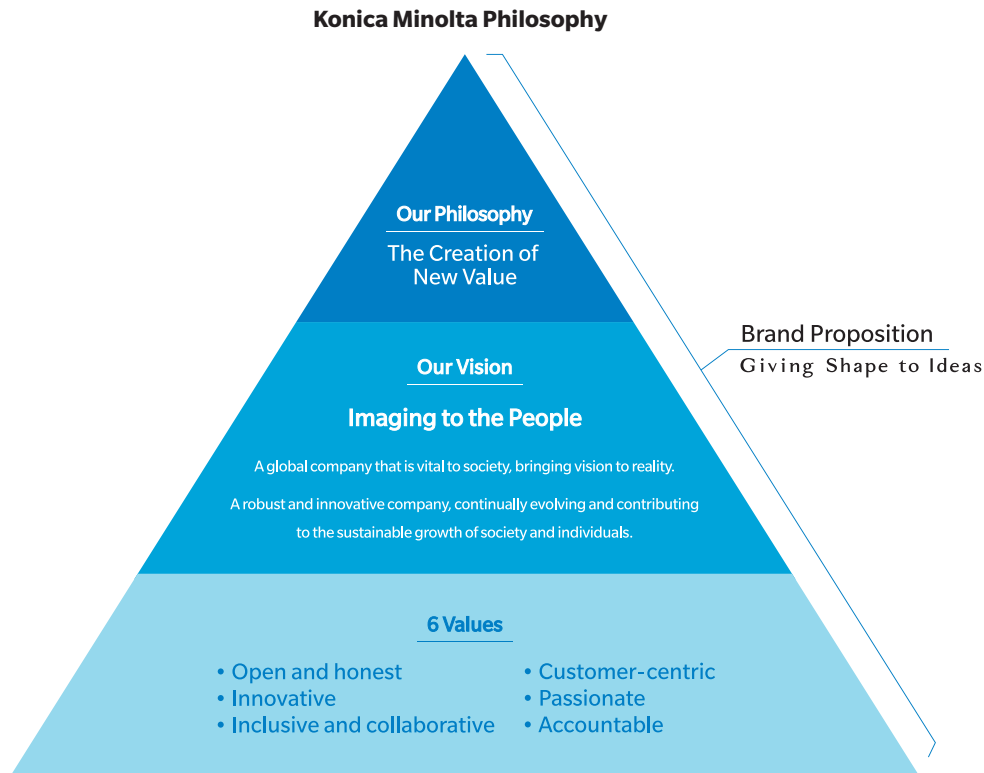 Konica Minolta Philosophy
Our Philosophy
The Creation of
New Value
Our Vision
Imaging to the People
A global company that is vital to society, bringing vision to reality.
A robust and innovative company, continually evolving and contributing
to the sustainable growth of society and individuals.
6 Values
• Open and honest
• Innovative
• Inclusive and collaborative
• Customer-centric
• Passionate
• Accountable
Brand Proposition
Giving Shape to Ideas